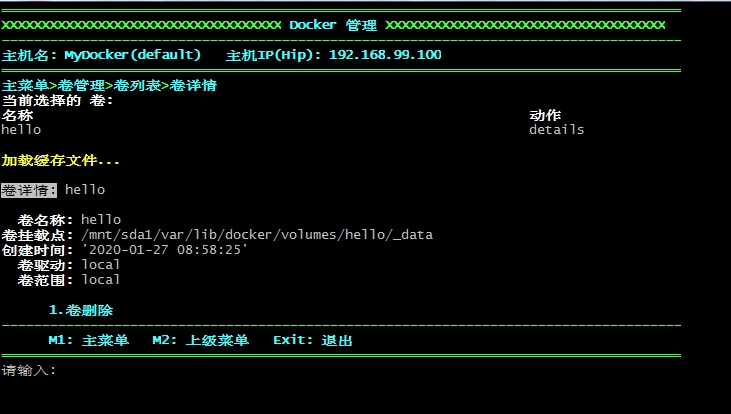 XXXXXXXXXXXXXXXXXXXXXXXXXXXXXXXXXXX Docker 管理 XXXXXXXXXXXXXXXXXXXXXXXXXXXXXXXXXXX
主机名: MyDocker(default) 主机IP(Hip): 192.168.99.100
主菜单>卷管理>卷列表>卷详情
当前选择的 卷:
名称 动作
hello details
加载缓存文件...
卷详情: hello
卷名称: hello
卷挂载点: /mnt/sda1/var/lib/docker/volumes/hello/_data
创建时间: '2020-01-27 08:58:25'
卷驱动: local
卷范围: local
1.卷删除
M1: 主菜单 M2: 上级菜单 Exit: 退出
请输入: